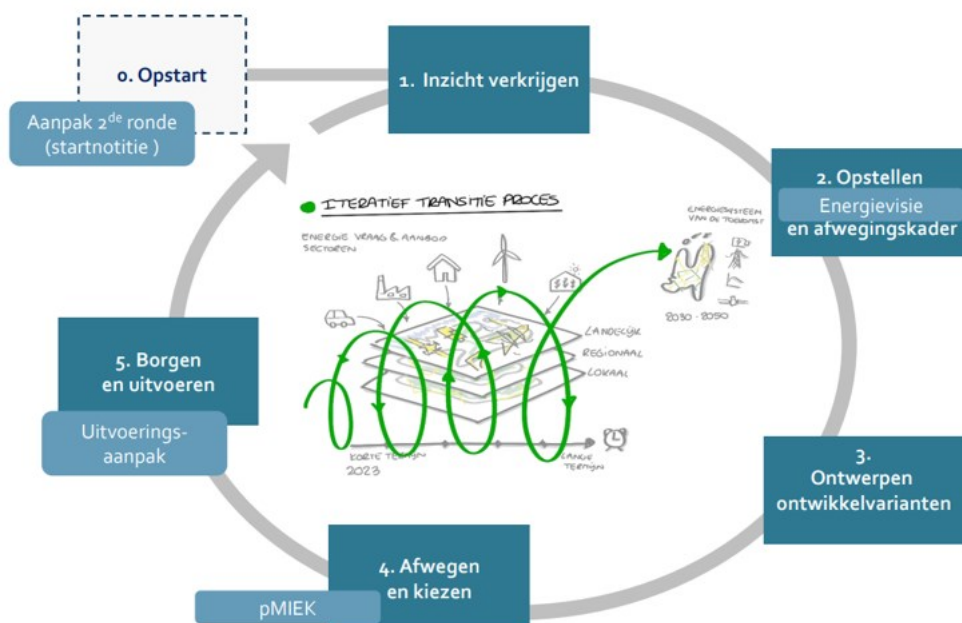 0. Opstart
Aanpak 2de ronde
(startnotitie )
1. Inzicht verkrijgen
2. Opstellen
Energievisie
en afwegingskader
3.
Ontwerpen
ontwikkelvarianten
4. Afwegen
en kiezen
pMIEK
5. Borgen
en uitvoeren
Uitvoerings-
aanpak
ITERATIEF TRANSITIE PROCES
ENERGIE VRAAG & AANBOD
SECTOREN
ENERGIESYSTEEM
VAN DE TOEKOMST
2030-2050
LANDELIJK
REGIONAAL
LOKAAL
KORTE TERMIJN
2023
LANGE
TERMIJN